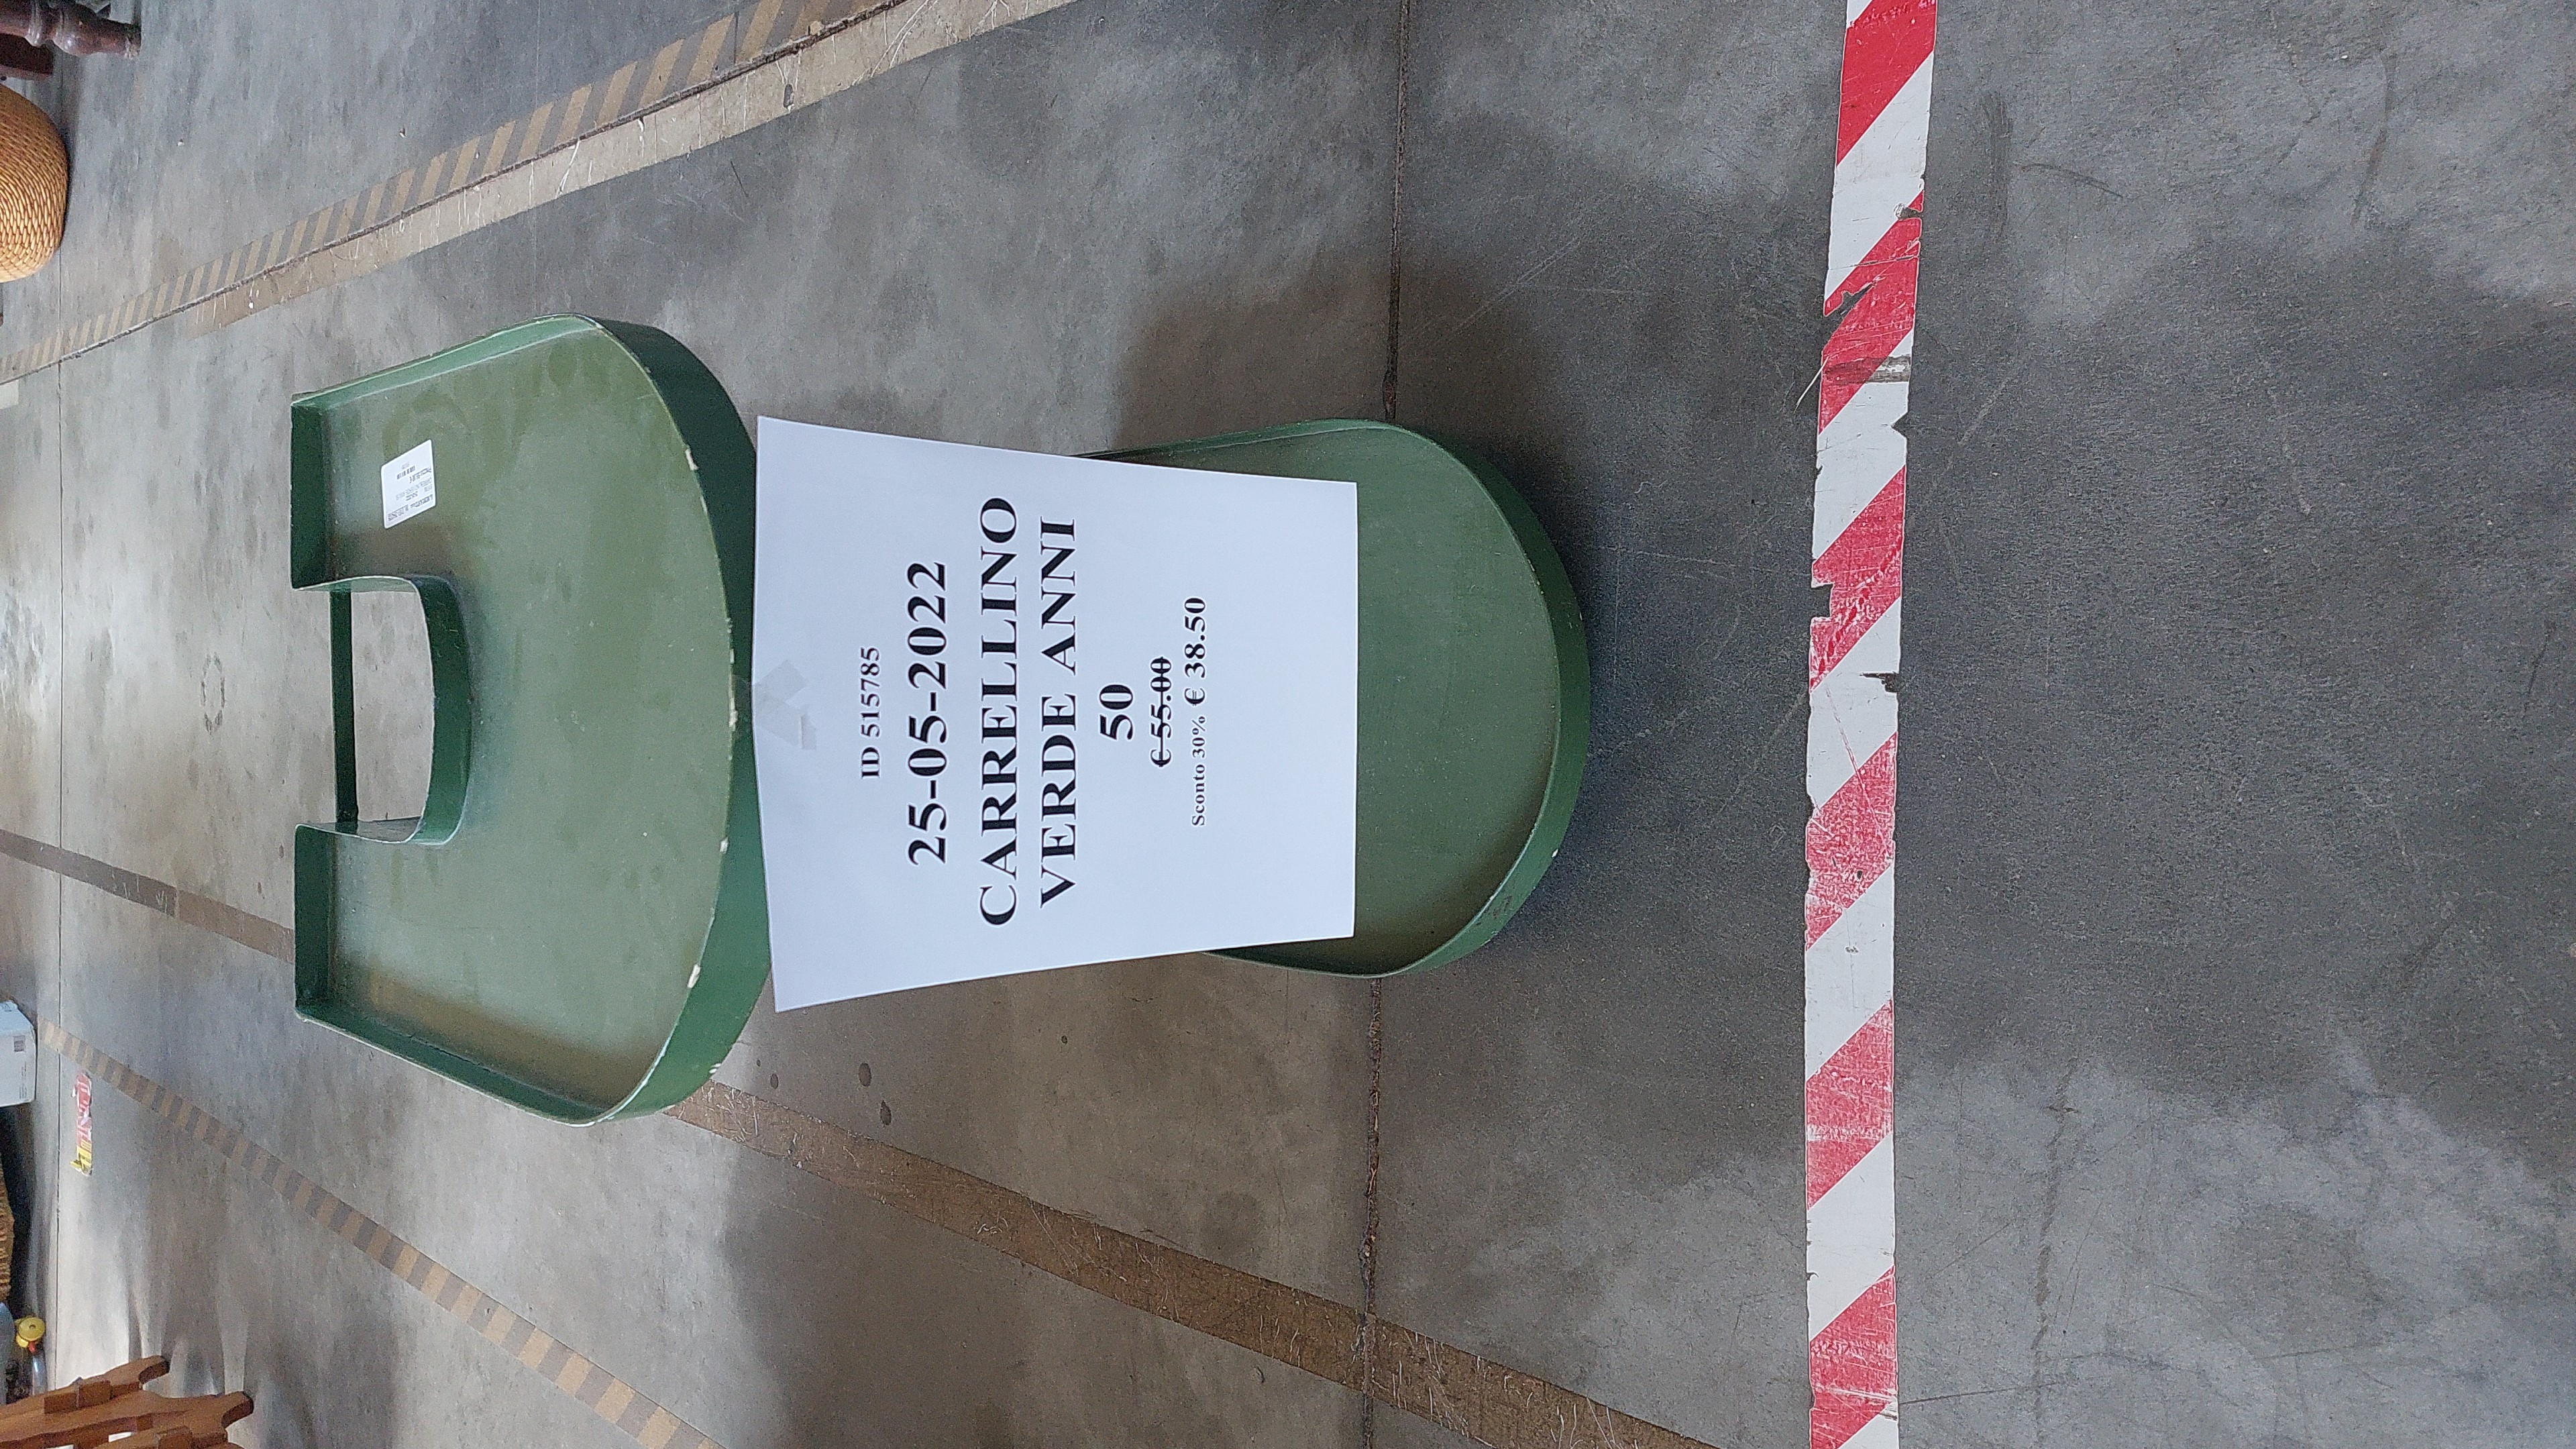 ID 515785
25-05-2022
CARRELLINO
VERDE ANNI
50
€ 55.00
Sconto 30% € 38.50